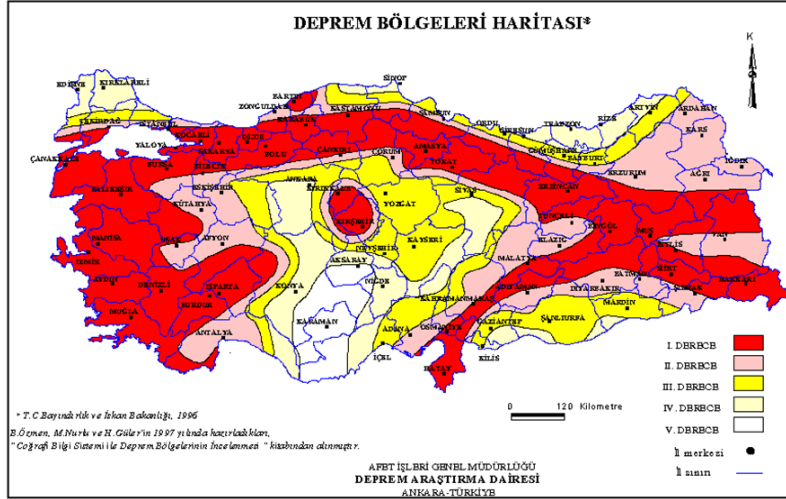 DEPREM BÖLGELERİ HARİTASI*
K
EDİRNE
KIRKLARELİ
TEKİRDAĞ
İSTANBUL
KOCAELİ
YALOVA
SAKARYA
DÜZCE
BOLU
ZONGULDAK
BARTIN
KARABÜK
KASTAMONU
SİNOP
SAMSUN
ORDU
GİRESUN
TRABZON
RİZE
ARTVİN
ARDAHAN
KARS
IĞDIR
AĞRI
ÇANAKKALE
BURSA
BİLECİK
ÇANKIRI
ÇORUM
AMASYA
TOKAT
GÜMÜŞHANE
BAYBURT
ERZURUM
BALIKESİR
KÜTAHYA
ESKİŞEHİR
ANKARA
KIRIKKALE
YOZGAT
SİVAS
ERZİNCAN
TUNCELİ
BİNGÖL
MUŞ
BİTLİS
VAN
MANİSA
UŞAK
AFYON
KIRŞEHİR
NEVŞEHİR
KAYSERİ
MALATYA
ELAZIĞ
İZMİR
AYDIN
DENİZLİ
ISPARTA
BURDUR
KONYA
AKSARAY
NİĞDE
KAHRAMANMARAŞ
ADIYAMAN
DİYARBAKIR
BATMAN
SİİRT
ŞIRNAK
HAKKARİ
MUĞLA
ANTALYA
KARAMAN
ADANA
OSMANİYE
GAZİANTEP
ŞANLIURFA
MARDİN
İÇEL
KİLİS
HATAY
I. DERECE
II. DERECE
III. DERECE
IV. DERECE
V. DERECE
İl merkezi
İl sınırı
0 120 Kilometre
* T.C.Bayındırlık ve İskan Bakanlığı, 1996
B.Özmen, M.Nurlu ve H.Güler'in 1997 yılında hazırladıkları,
"Coğrafi Bilgi Sistemi ile Deprem Bölgelerinin İncelenmesi" kitabından alınmıştır.
AFET İŞLERİ GENEL MÜDÜRLÜĞÜ
DEPREM ARAŞTIRMA DAİRESİ
ANKARA-TÜRKİYE